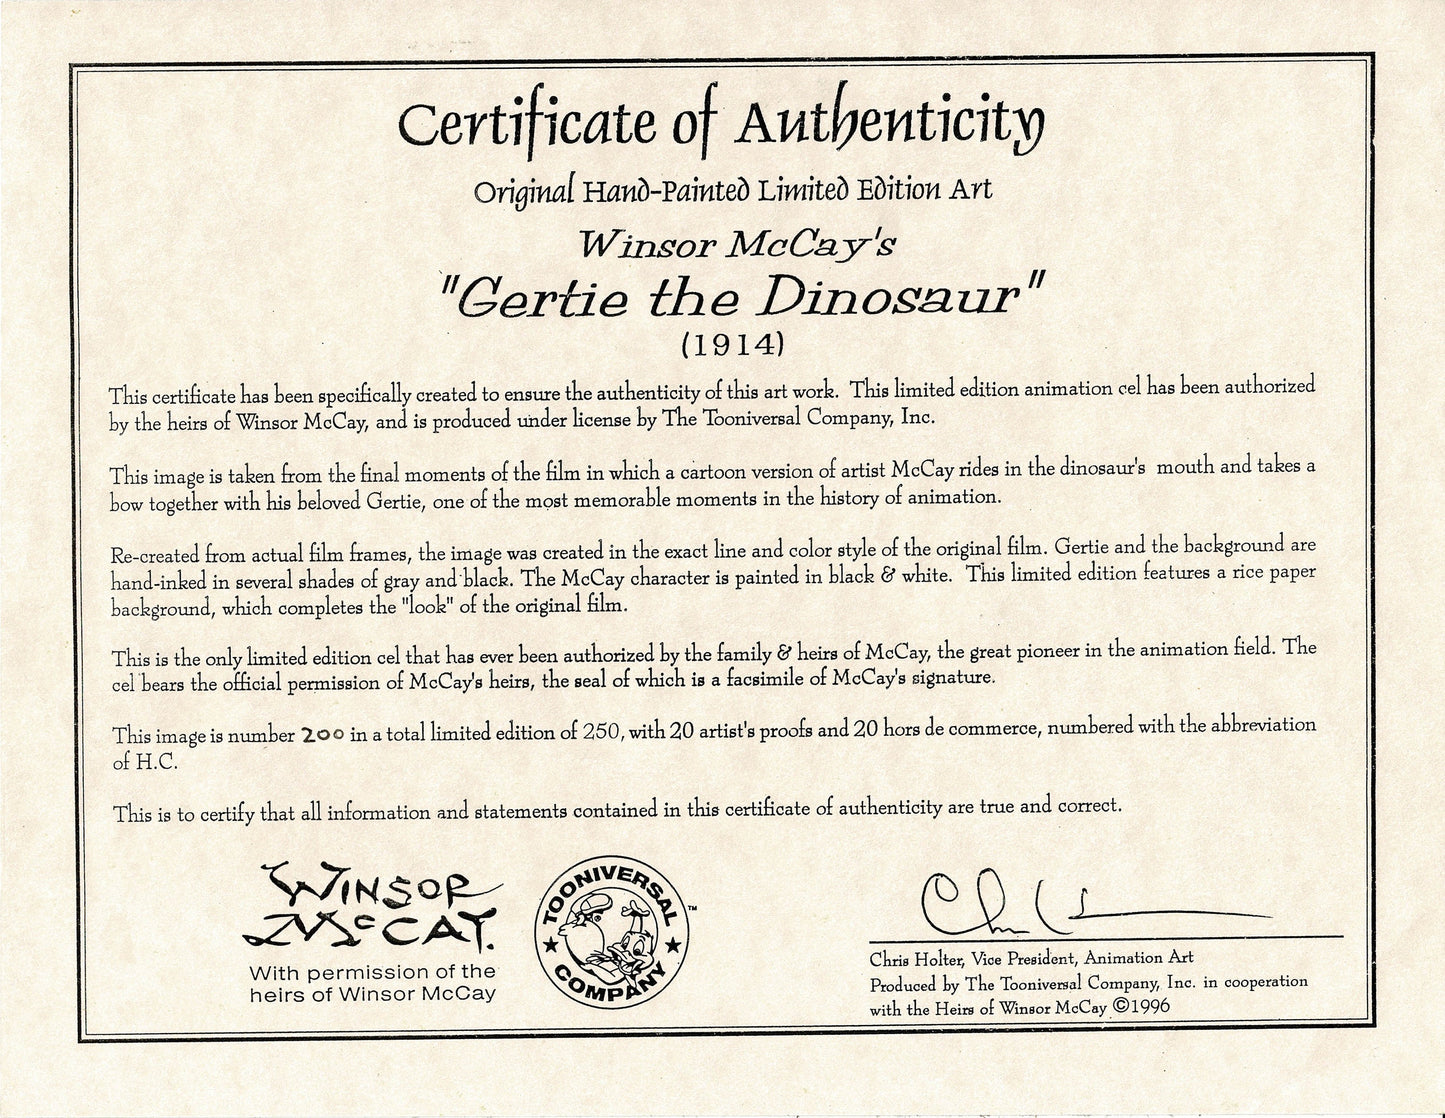 Certificate of Authenticity
Original Hand-Painted Limited Edition Art
Winsor McCay's
"Gertie the Dinosaur"
(1914)
This certificate has been specifically created to ensure the authenticity of this art work. This limited edition animation cel has been authorized
by the heirs of Winsor McCay, and is produced under license by The Tooniversal Company, Inc.
This image is taken from the final moments of the film in which a cartoon version of artist McCay rides in the dinosaur's mouth and takes a
bow together with his beloved Gertie, one of the most memorable moments in the history of animation.
Re-created from actual film frames, the image was created in the exact line and color style of the original film. Gertie and the background are
hand-inked in several shades of gray and black. The McCay character is painted in black & white. This limited edition features a rice paper
background, which completes the "look" of the original film.
This is the only limited edition cel that has ever been authorized by the family & heirs of McCay, the great pioneer in the animation field. The
cel bears the official permission of McCay's heirs, the seal of which is a facsimile of McCay's signature.
This image is number 200 in a total limited edition of 250, with 20 artist's proofs and 20 hors de commerce, numbered with the abbreviation
of H.C.
This is to certify that all information and statements contained in this certificate of authenticity are true and correct.
WINSOR
McCAY.
With permission of the
heirs of Winsor McCay
TOONIVERSAL
COMPANY
TM
Chris Holter, Vice President, Animation Art
Produced by The Tooniversal Company, Inc. in cooperation
with the Heirs of Winsor McCay ©1996